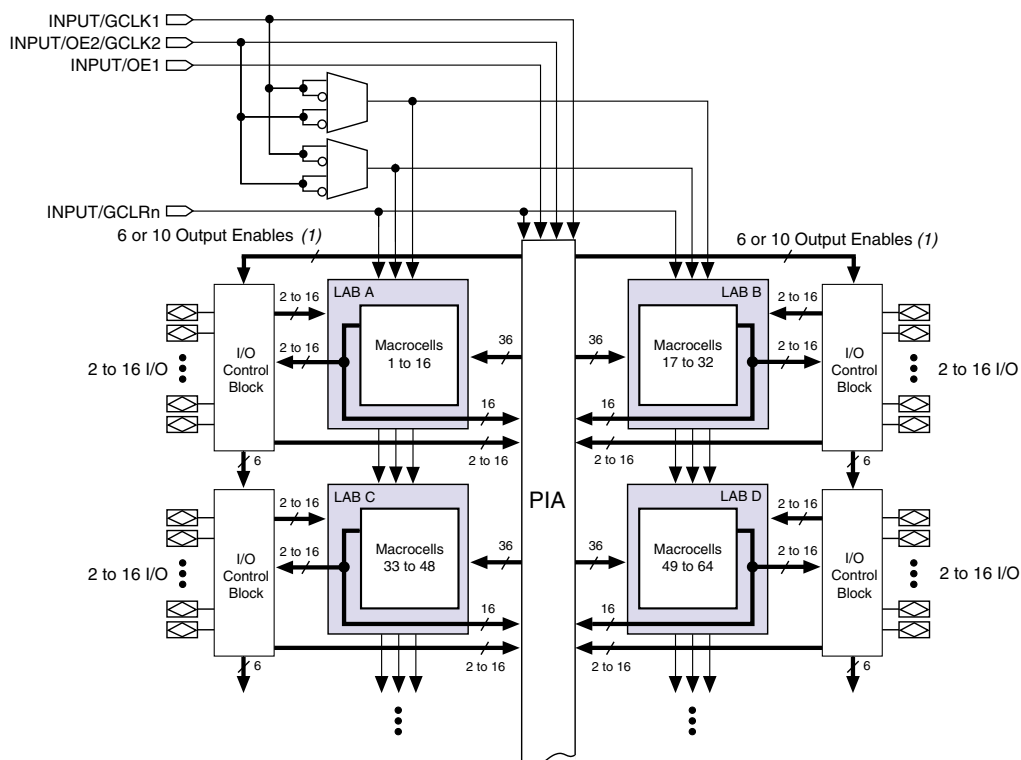 INPUT/GCLK1
INPUT/OE2/GCLK2
INPUT/OE1
INPUT/GCLRn
6 or 10 Output Enables (1)
6 or 10 Output Enables (1)
LAB A
LAB B
2 to 16
2 to 16
2 to 16 I/O
I/O
Control
Block
2 to 16
Macrocells
1 to 16
36
36
Macrocells
17 to 32
2 to 16
I/O
Control
Block
2 to 16 I/O
16
16
2 to 16
2 to 16
6
6
PIA
LAB C
LAB D
2 to 16
2 to 16
2 to 16 I/O
I/O
Control
Block
2 to 16
Macrocells
33 to 48
36
36
Macrocells
49 to 64
2 to 16
I/O
Control
Block
2 to 16 I/O
16
16
2 to 16
2 to 16
6
6